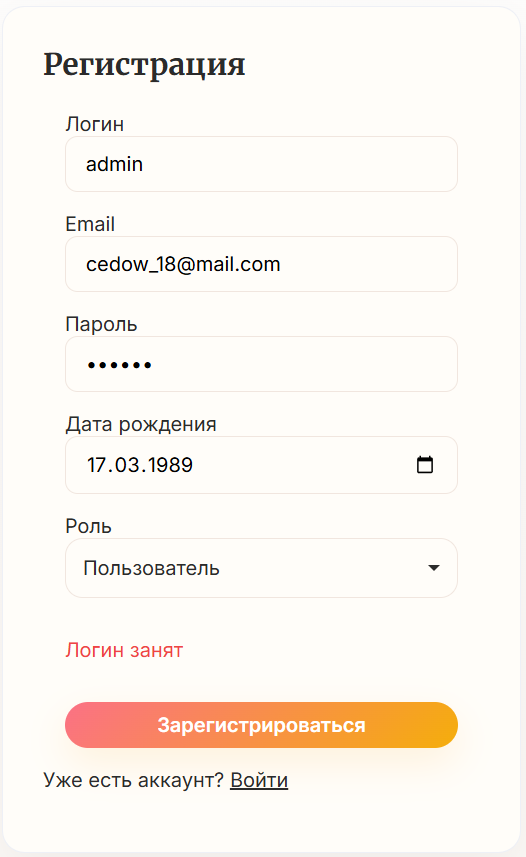 Регистрация
Логин
admin
Email
cedow_18@mail.com
Пароль
••••••
Дата рождения
17.03.1989
Роль
Пользователь
Логин занят
Зарегистрироваться
Уже есть аккаунт? Войти